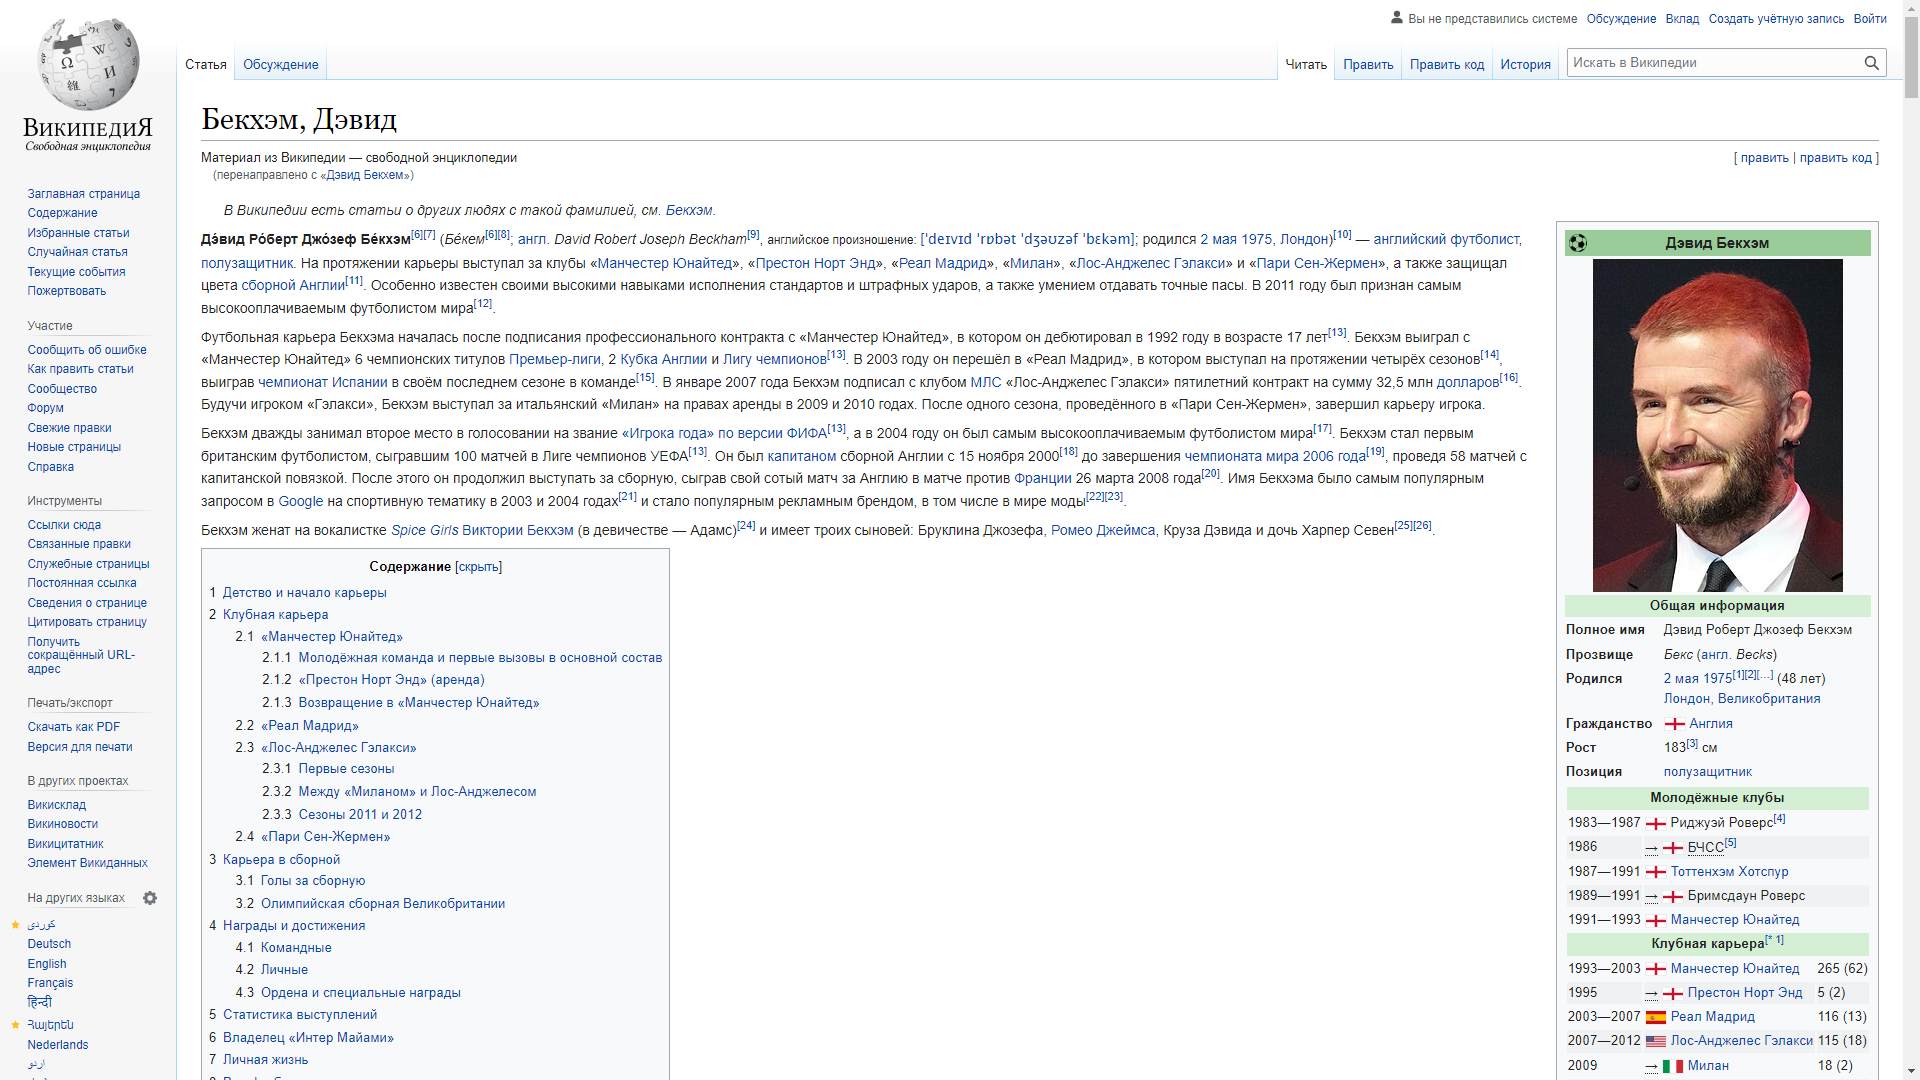 Вы не представились системе Обсуждение Вклад Создать учётную запись Войти
Статья Обсуждение Читать Править Править код История Искать в Википедии
ВикипедиЯ
Свободная энциклопедия
Заглавная страница
Содержание
Избранные статьи
Случайная статья
Текущие события
Пожертвовать
Участие
Сообщить об ошибке
Как править статьи
Сообщество
Форум
Свежие правки
Новые страницы
Справка
Инструменты
Ссылки сюда
Связанные правки
Служебные страницы
Постоянная ссылка
Сведения о странице
Цитировать страницу
Получить
сокращённый URL-
адрес
Печать/экспорт
Скачать как PDF
Версия для печати
В других проектах
Викисклад
Викиновости
Викицитатник
Элемент Викиданных
На других языках
کوردی
Deutsch
English
Français
हिन्दी
Հայերեն
Nederlands
اردو
Бекхэм, Дэвид
Материал из Википедии — свободной энциклопедии [ править | править код ]
(перенаправлено с «Дэвид Бекхем»)
В Википедии есть статьи о других людях с такой фамилией, см. Бекхэм.
Дэ́вид Ро́берт Джо́зеф Бе́кхэм[6][7] (Бе́кем[6][8]; англ. David Robert Joseph Beckham[9], английское произношение: [ˈdeɪvɪd ˈrɒbət ˈdʒəʊzəf ˈbɛkəm]; родился 2 мая 1975, Лондон)[10] — английский футболист,
полузащитник. На протяжении карьеры выступал за клубы «Манчестер Юнайтед», «Престон Норт Энд», «Реал Мадрид», «Милан», «Лос-Анджелес Гэлакси» и «Пари Сен-Жермен», а также защищал
цвета сборной Англии[11]. Особенно известен своими высокими навыками исполнения стандартов и штрафных ударов, а также умением отдавать точные пасы. В 2011 году был признан самым
высокооплачиваемым футболистом мира[12].
Футбольная карьера Бекхэма началась после подписания профессионального контракта с «Манчестер Юнайтед», в котором он дебютировал в 1992 году в возрасте 17 лет[13]. Бекхэм выиграл с
«Манчестер Юнайтед» 6 чемпионских титулов Премьер-лиги, 2 Кубка Англии и Лигу чемпионов[13]. В 2003 году он перешёл в «Реал Мадрид», в котором выступал на протяжении четырёх сезонов[14],
выиграв чемпионат Испании в своём последнем сезоне в команде[15]. В январе 2007 года Бекхэм подписал с клубом МЛС «Лос-Анджелес Гэлакси» пятилетний контракт на сумму 32,5 млн долларов[16].
Будучи игроком «Гэлакси», Бекхэм выступал за итальянский «Милан» на правах аренды в 2009 и 2010 годах. После одного сезона, проведённого в «Пари Сен-Жермен», завершил карьеру игрока.
Бекхэм дважды занимал второе место в голосовании на звание «Игрока года» по версии ФИФА[13], а в 2004 году он был самым высокооплачиваемым футболистом мира[17]. Бекхэм стал первым
британским футболистом, сыгравшим 100 матчей в Лиге чемпионов УЕФА[13]. Он был капитаном сборной Англии с 15 ноября 2000[18] до завершения чемпионата мира 2006 года[19], проведя 58 матчей с
капитанской повязкой. После этого он продолжил выступать за сборную, сыграв свой сотый матч за Англию в матче против Франции 26 марта 2008 года[20]. Имя Бекхэма было самым популярным
запросом в Google на спортивную тематику в 2003 и 2004 годах[21] и стало популярным рекламным брендом, в том числе в мире моды[22][23].
Бекхэм женат на вокалистке Spice Girls Виктории Бекхэм (в девичестве — Адамс)[24] и имеет троих сыновей: Бруклина Джозефа, Ромео Джеймса, Круза Дэвида и дочь Харпер Севен[25][26].
Содержание [скрыть]
1 Детство и начало карьеры
2 Клубная карьера
2.1 «Манчестер Юнайтед»
2.1.1 Молодёжная команда и первые вызовы в основной состав
2.1.2 «Престон Норт Энд» (аренда)
2.1.3 Возвращение в «Манчестер Юнайтед»
2.2 «Реал Мадрид»
2.3 «Лос-Анджелес Гэлакси»
2.3.1 Первые сезоны
2.3.2 Между «Миланом» и Лос-Анджелесом
2.3.3 Сезоны 2011 и 2012
2.4 «Пари Сен-Жермен»
3 Карьера в сборной
3.1 Голы за сборную
3.2 Олимпийская сборная Великобритании
4 Награды и достижения
4.1 Командные
4.2 Личные
4.3 Ордена и специальные награды
5 Статистика выступлений
6 Владелец «Интер Майами»
7 Личная жизнь
Дэвид Бекхэм
Общая информация
Полное имя Дэвид Роберт Джозеф Бекхэм
Прозвище Бекс (англ. Becks)
Родился 2 мая 1975[1][2][…] (48 лет)
Лондон, Великобритания
Гражданство Англия
Рост 183[3] см
Позиция полузащитник
Молодёжные клубы
1983—1987 Риджуэй Роверс[4]
1986 → БЧСС[5]
1987—1991 Тоттенхэм Хотспур
1989—1991 → Бримсдаун Роверс
1991—1993 Манчестер Юнайтед
Клубная карьера[* 1]
1993—2003 Манчестер Юнайтед 265 (62)
1995 → Престон Норт Энд 5 (2)
2003—2007 Реал Мадрид 116 (13)
2007—2012 Лос-Анджелес Гэлакси 115 (18)
2009 → Милан 18 (2)